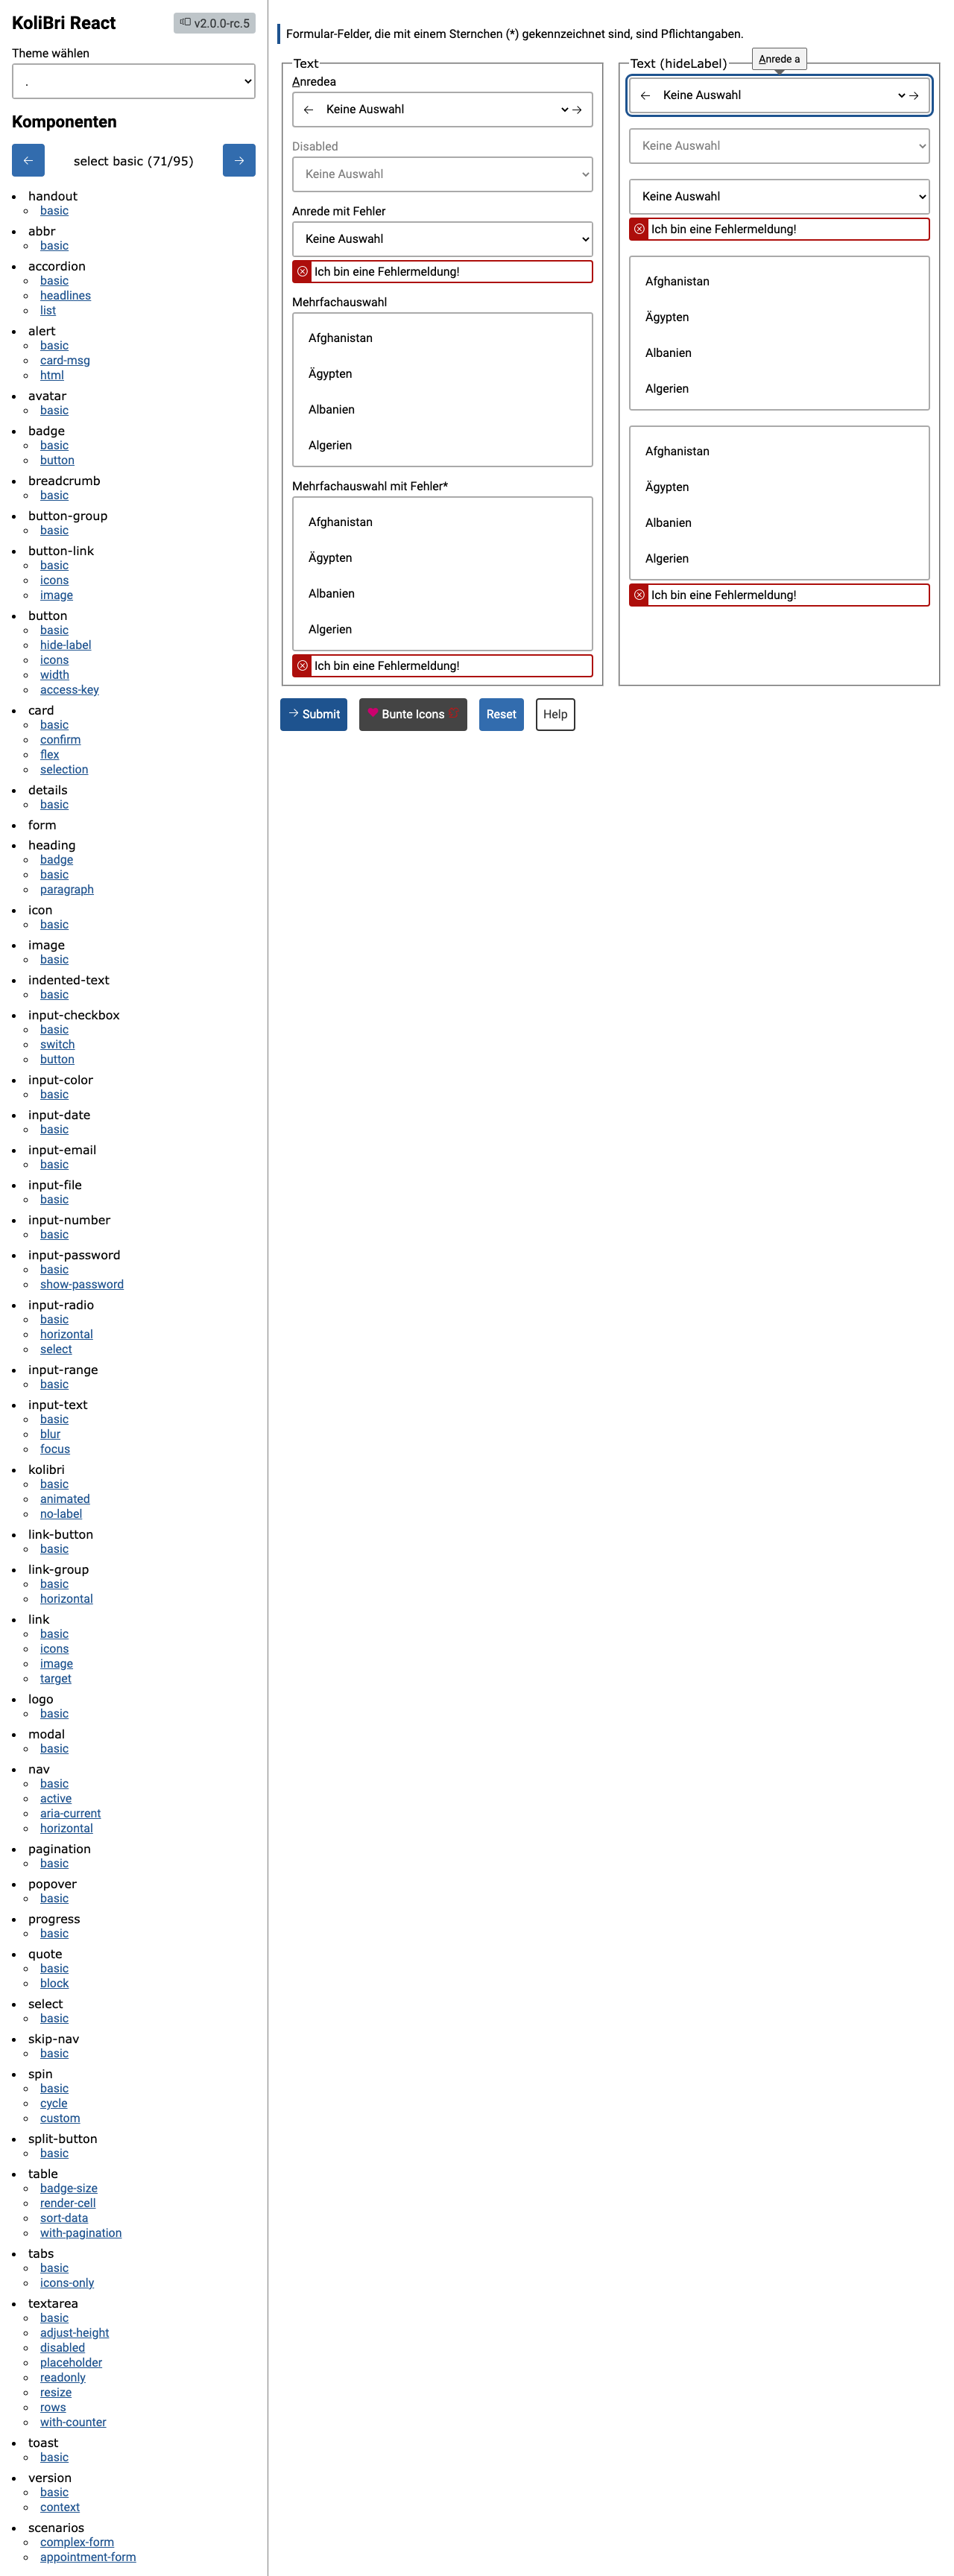 KoliBri React
v2.0.0-rc.5
Theme wählen
.
Komponenten
select basic (71/95)
handout
basic
abbr
basic
accordion
basic
headlines
list
alert
basic
card-msg
html
avatar
basic
badge
basic
button
breadcrumb
basic
button-group
basic
button-link
basic
icons
image
button
basic
hide-label
icons
width
access-key
card
basic
confirm
flex
selection
details
basic
form
heading
badge
basic
paragraph
icon
basic
image
basic
indented-text
basic
input-checkbox
basic
switch
button
input-color
basic
input-date
basic
input-email
basic
input-file
basic
input-number
basic
input-password
basic
show-password
input-radio
basic
horizontal
select
input-range
basic
input-text
basic
blur
focus
kolibri
basic
animated
no-label
link-button
basic
link-group
basic
horizontal
link
basic
icons
image
target
logo
basic
modal
basic
nav
basic
active
aria-current
horizontal
pagination
basic
popover
basic
progress
basic
quote
basic
block
select
basic
skip-nav
basic
spin
basic
cycle
custom
split-button
basic
table
badge-size
render-cell
sort-data
with-pagination
tabs
basic
icons-only
textarea
basic
adjust-height
disabled
placeholder
readonly
resize
rows
with-counter
toast
basic
version
basic
context
scenarios
complex-form
appointment-form
Formular-Felder, die mit einem Sternchen (*) gekennzeichnet sind, sind Pflichtangaben.
Text
Anredea
Keine Auswahl
Disabled
Keine Auswahl
Anrede mit Fehler
Keine Auswahl
Ich bin eine Fehlermeldung!
Mehrfachauswahl
Afghanistan
Ägypten
Albanien
Algerien
Mehrfachauswahl mit Fehler*
Afghanistan
Ägypten
Albanien
Algerien
Ich bin eine Fehlermeldung!
Text (hideLabel)
Anrede a
Keine Auswahl
Keine Auswahl
Keine Auswahl
Ich bin eine Fehlermeldung!
Afghanistan
Ägypten
Albanien
Algerien
Afghanistan
Ägypten
Albanien
Algerien
Ich bin eine Fehlermeldung!
Submit
Bunte Icons
Reset
Help